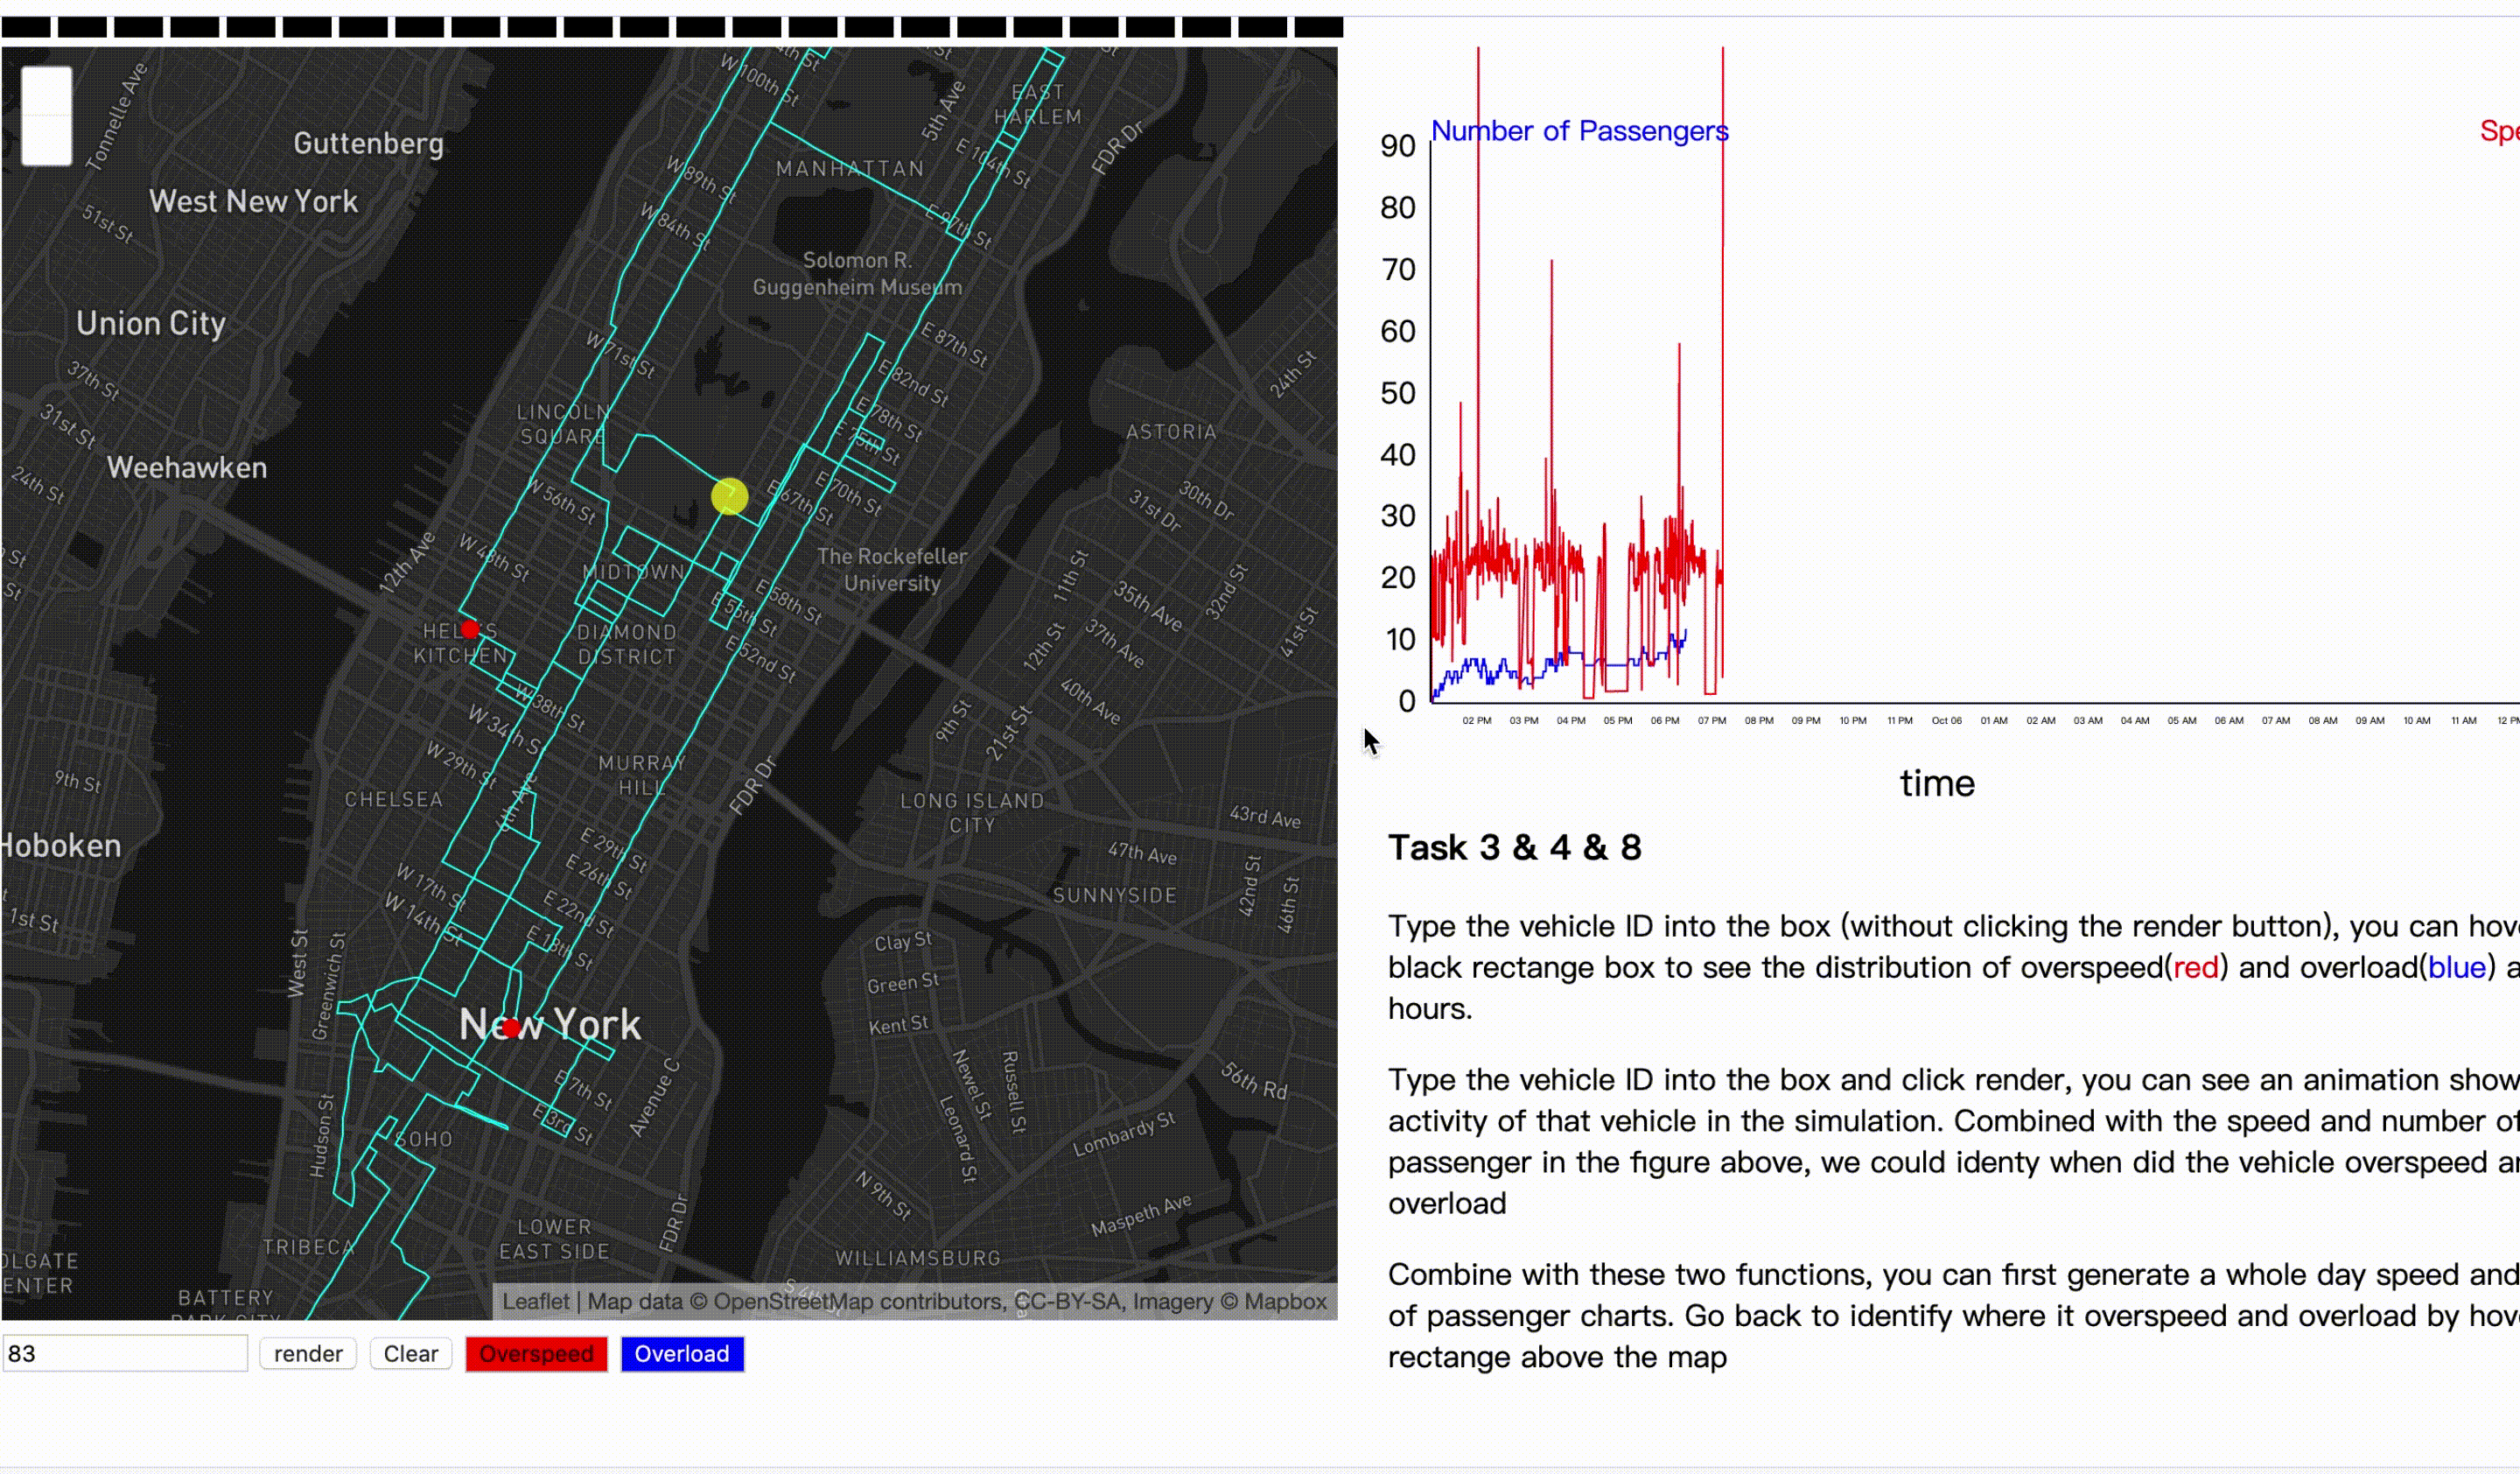 Tonnelle Ave
Guttenberg
West New York
51st St
Union City
37th St
31st St
24th St
Weehawken
St
St
Hoboken
9th St
1st St
OLGATE
ENTER
4th St
W 100th St
5th Ave
St
St
EAST
HARLEM
MANHATTAN
E 104th St
FDR Dr
W 89th St
W 84th St
E 97th St
Solomon R.
Guggenheim Museum
W 71st St
E 87th St
E 82nd St
E 78th St
E 75th St
LINCOLN
SQUARE
ASTORIA
24th St
W 56th St
E 67th St
E 70th St
30th Dr
31st Dr
12th Ave
W 48th St
MIDTOWN
The Rockefeller
University
E 58th St
E 55th St
E 52nd St
11th St
35th Ave
32nd St
37th Ave
12th St
41st St
HELL'S
KITCHEN
DIAMOND
DISTRICT
40th Ave
9th St
21st St
W 38th St
W 34th St
W 29th St
6th Ave
MURRAY
HILL
FDR Dr
CHELSEA
LONG ISLAND
CITY
43rd Ave
47th Ave
42nd St
46th St
SUNNYSIDE
E 29th St
E 26th St
E 22nd St
E 18th St
W 17th St
W 14th St
West St
Greenwich St
Clay St
Green St
Kent St
New York
Newel St
Russell St
Leonard St
56th Rd
E 7th St
E 3rd St
Avenue C
Hudson St
SOHO
Lombardy St
N 9th St
Maspeth Ave
LOWER
EAST SIDE
FDR Dr
TRIBECA
WILLIAMSBURG
S 4th St
BATTERY
PARK CITY
Leaflet | Map data © OpenStreetMap contributors, CC-BY-SA, Imagery © Mapbox
83
render
Clear
Overspeed
Overload
Number of Passengers
Spe
90
80
70
60
50
40
30
20
10
0
02 PM 03 PM 04 PM 05 PM 06 PM 07 PM 08 PM 09 PM 10 PM 11 PM Oct 06 01 AM 02 AM 03 AM 04 AM 05 AM 06 AM 07 AM 08 AM 09 AM 10 AM 11 AM 12 P
time
Task 3 & 4 & 8
Type the vehicle ID into the box (without clicking the render button), you can hov
black rectange box to see the distribution of overspeed(red) and overload(blue) a
hours.
Type the vehicle ID into the box and click render, you can see an animation show
activity of that vehicle in the simulation. Combined with the speed and number of
passenger in the figure above, we could identy when did the vehicle overspeed a
overload
Combine with these two functions, you can first generate a whole day speed and
of passenger charts. Go back to identify where it overspeed and overload by hov
rectange above the map